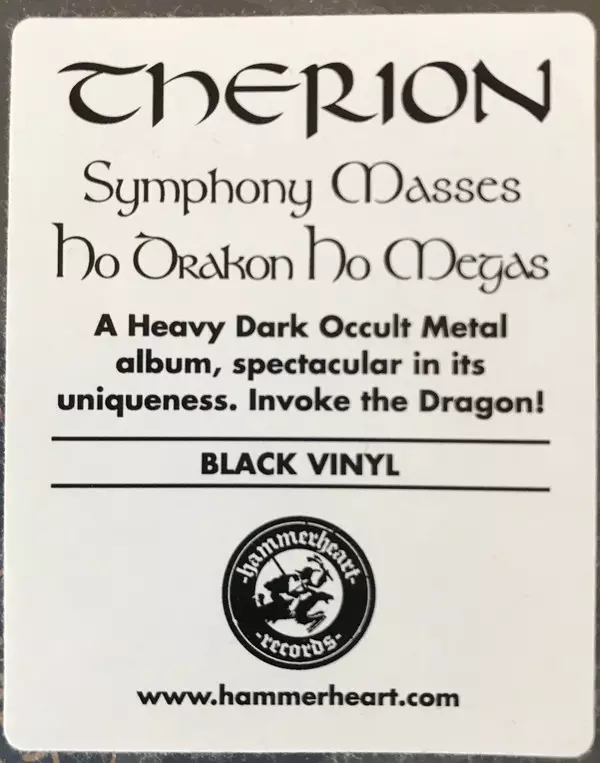 THERION
Symphony Masses
Ho Drakon Ho Megas
A Heavy Dark Occult Metal
album, spectacular in its
uniqueness. Invoke the Dragon!
BLACK VINYL
-hammerheart-
-records-
www.hammerheart.com